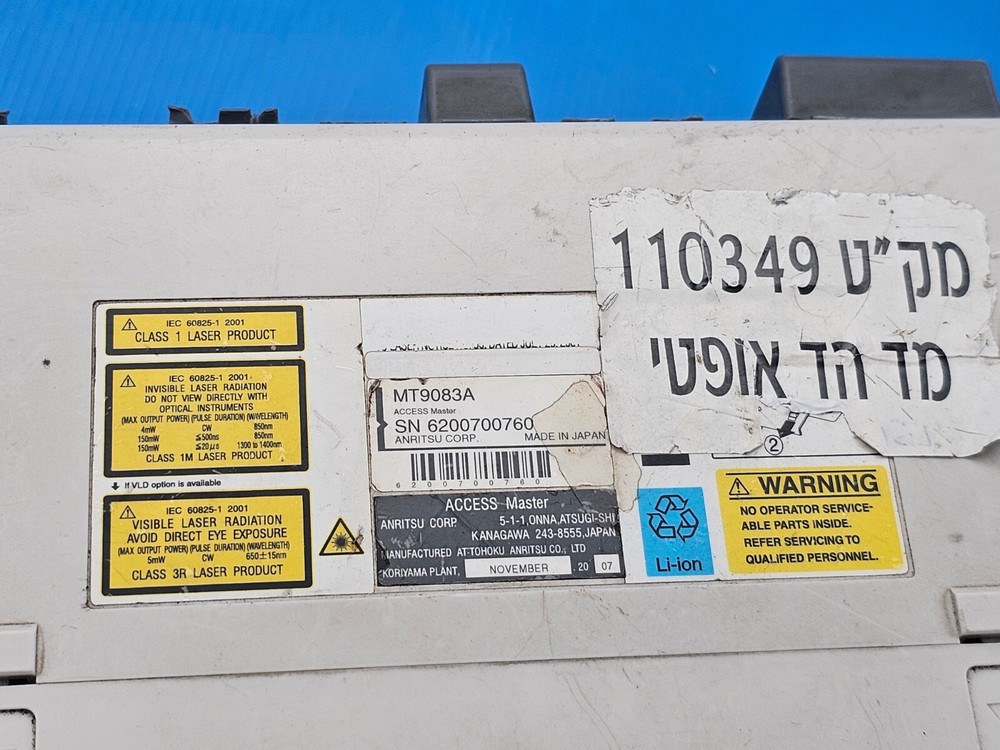 מק"ט 110349
מד הד אופטי
IEC 60825-1 2001
CLASS 1 LASER PRODUCT
IEC 60825-1 2001
INVISIBLE LASER RADIATION
DO NOT VIEW DIRECTLY WITH
OPTICAL INSTRUMENTS
(MAX OUTPUT POWER) (PULSE DURATION) (WAVELENGTH)
4mW CW 850nm
150mW ≦500ns 850nm
150mW ≦20μs 1300 to 1400nm
CLASS 1M LASER PRODUCT
⬇ If VLD option is available
IEC 60825-1 2001
VISIBLE LASER RADIATION
AVOID DIRECT EYE EXPOSURE
(MAX OUTPUT POWER) (PULSE DURATION) (WAVELENGTH)
5mW CW 650±15nm
CLASS 3R LASER PRODUCT
MT9083A
ACCESS Master
SN 6200700760
ANRITSU CORP. MADE IN JAPAN
6200700760
ACCESS Master
ANRITSU CORP. 5-1-1,ONNA,ATSUGI-SHI
KANAGAWA 243-8555,JAPAN
MANUFACTURED AT-TOHOKU ANRITSU CO., LTD
KORIYAMA PLANT, NOVEMBER 20 07
②
Li-ion
WARNING
NO OPERATOR SERVICE-
ABLE PARTS INSIDE.
REFER SERVICING TO
QUALIFIED PERSONNEL.